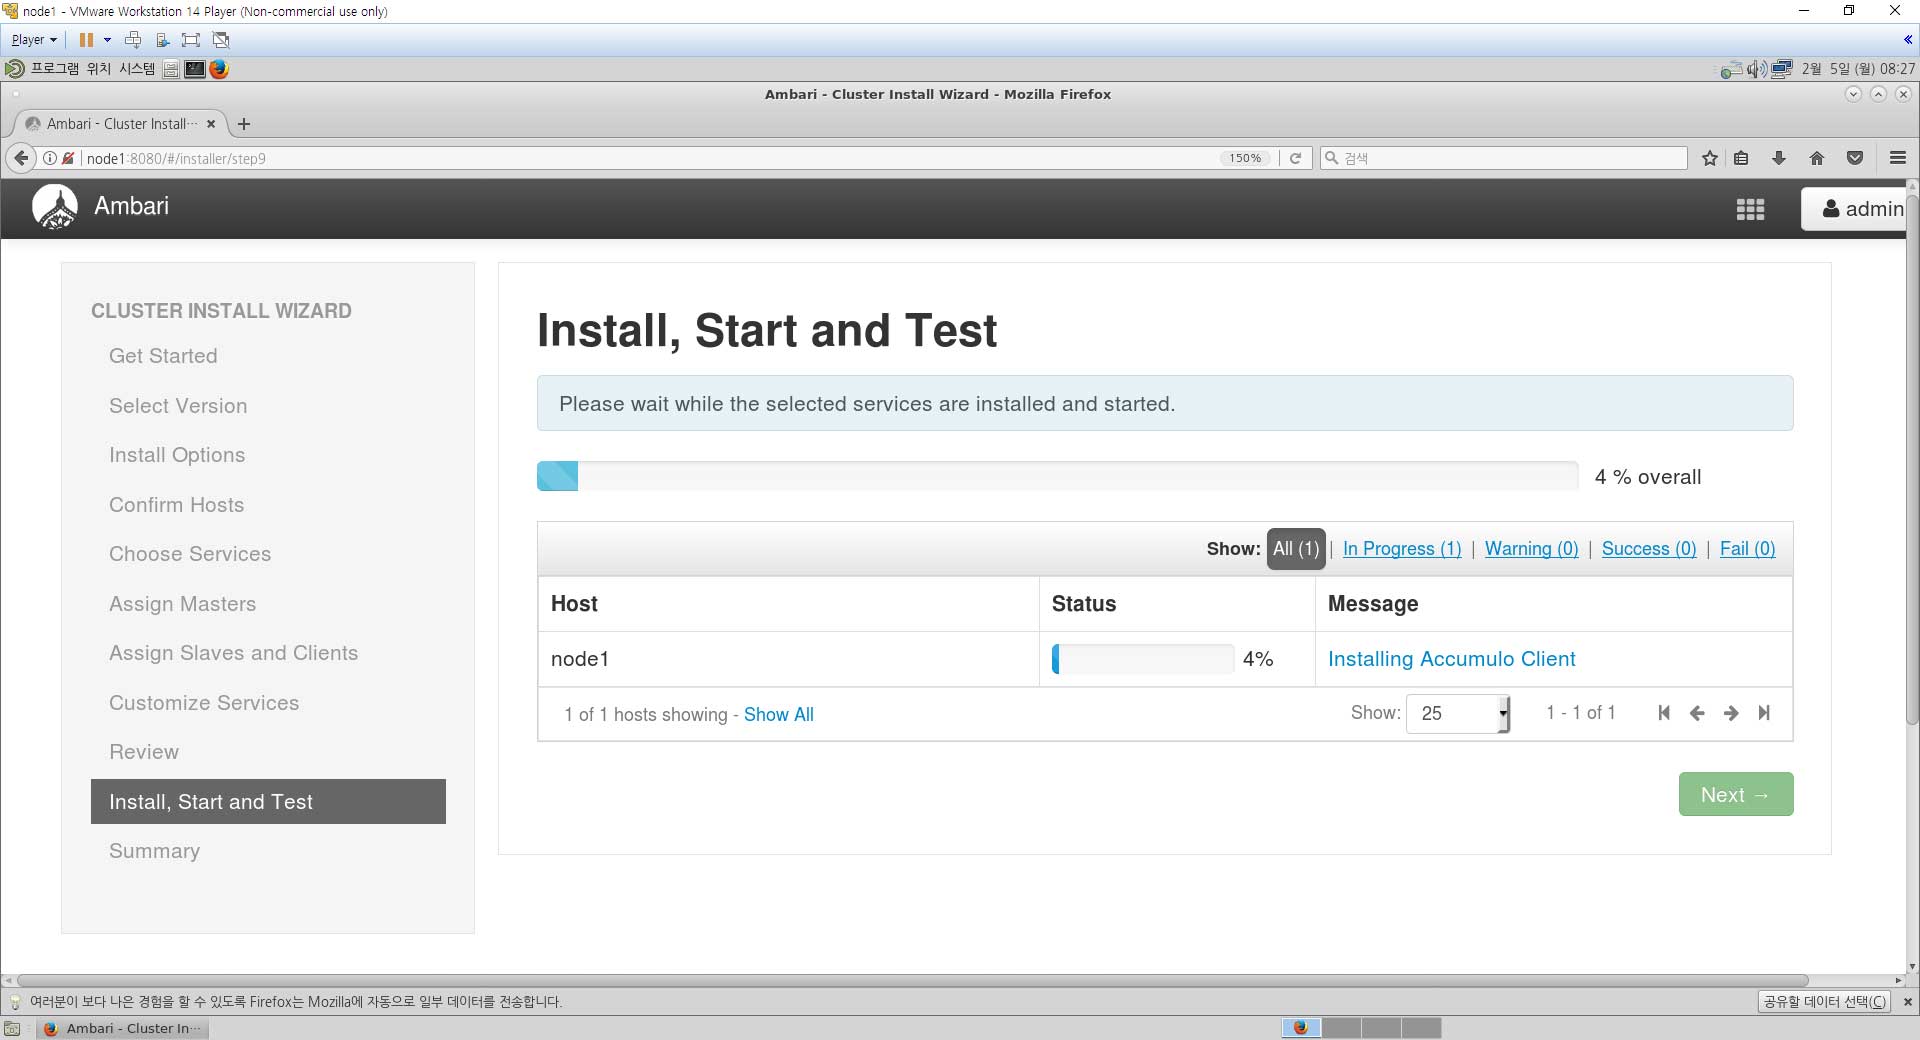 node1 - VMware Workstation 14 Player (Non-commercial use only)
Player
프로그램 위치 시스템
2월 5일 (월) 08:27
Ambari - Cluster Install Wizard - Mozilla Firefox
Ambari - Cluster Install···
node1:8080/#/installer/step9
150%
검색
Ambari
admin
CLUSTER INSTALL WIZARD
Get Started
Select Version
Install Options
Confirm Hosts
Choose Services
Assign Masters
Assign Slaves and Clients
Customize Services
Review
Install, Start and Test
Summary
Install, Start and Test
Please wait while the selected services are installed and started.
4 % overall
Show: All (1) | In Progress (1) | Warning (0) | Success (0) | Fail (0)
Host Status Message
node1 4% Installing Accumulo Client
1 of 1 hosts showing - Show All
Show: 25 1 - 1 of 1
Next →
여러분이 보다 나은 경험을 할 수 있도록 Firefox는 Mozilla에 자동으로 일부 데이터를 전송합니다.
공유할 데이터 선택(C)
Ambari - Cluster In···